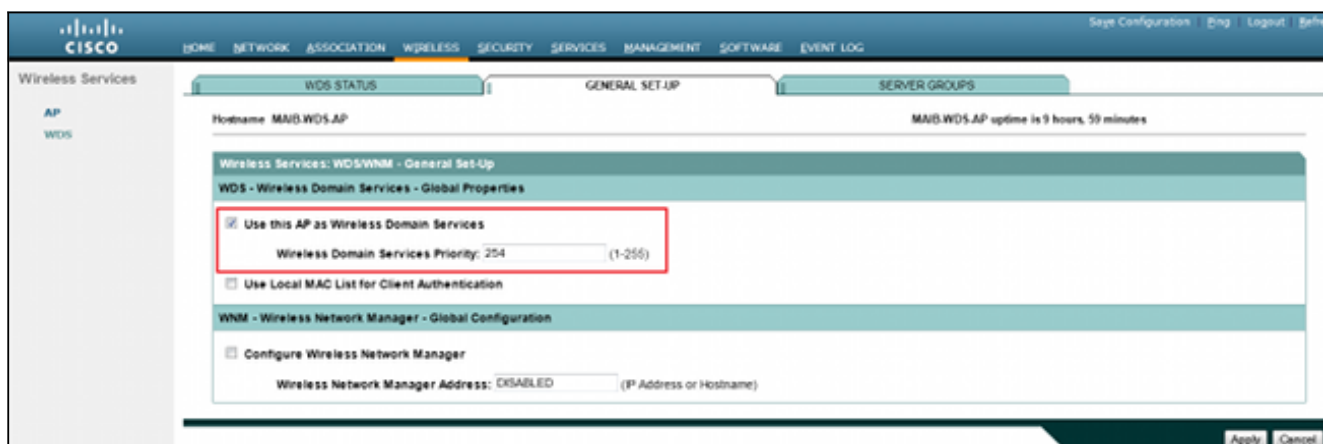 Save Configuration | Ping | Logout | Refre
CISCO
HOME NETWORK ASSOCIATION WIRELESS SECURITY SERVICES MANAGEMENT SOFTWARE EVENT LOG
Wireless Services
AP
WDS
WDS STATUS GENERAL SET-UP SERVER GROUPS
Hostname MAIB-WDS-AP MAIB-WDS-AP uptime is 9 hours, 59 minutes
Wireless Services: WDS/WNM - General Set-Up
WDS - Wireless Domain Services - Global Properties
Use this AP as Wireless Domain Services
Wireless Domain Services Priority: 254 (1-255)
Use Local MAC List for Client Authentication
WNM - Wireless Network Manager - Global Configuration
Configure Wireless Network Manager
Wireless Network Manager Address: DISABLED (IP Address or Hostname)
Apply Cancel